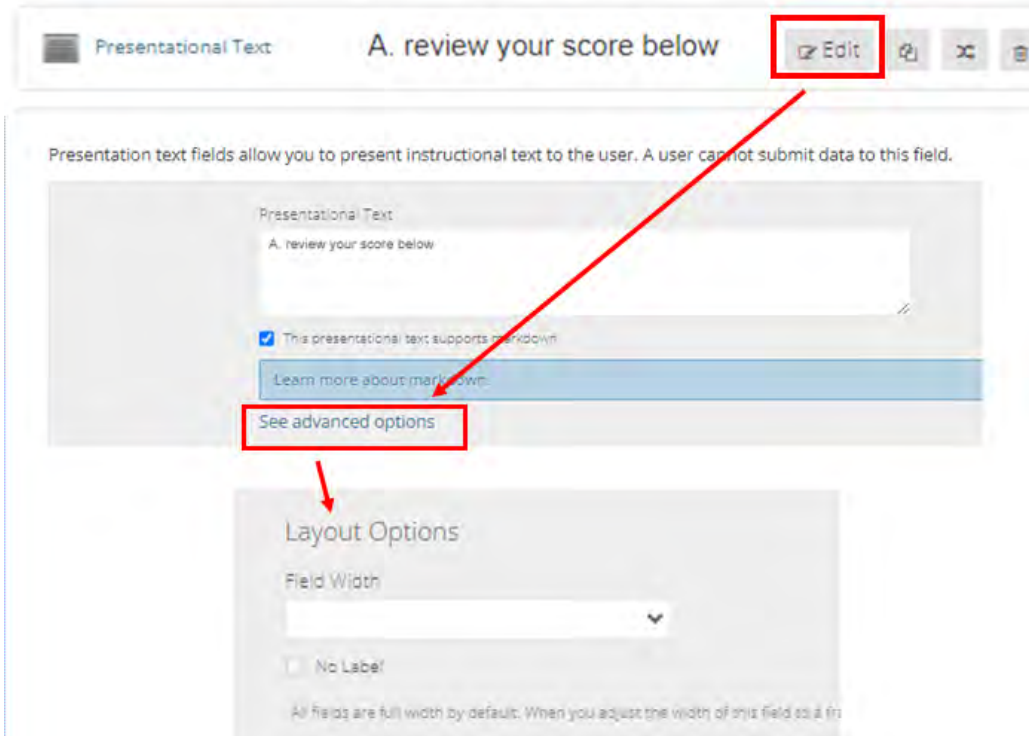 Presentational Text
A. review your score below
Edit
Presentation text fields allow you to present instructional text to the user. A user cannot submit data to this field.
Presentational Text
A. review your score below
This presentational text supports markdown
Learn more about markdown.
See advanced options
Layout Options
Field Width
No Label
All fields are full width by default. When you adjust the width of this field to a fra